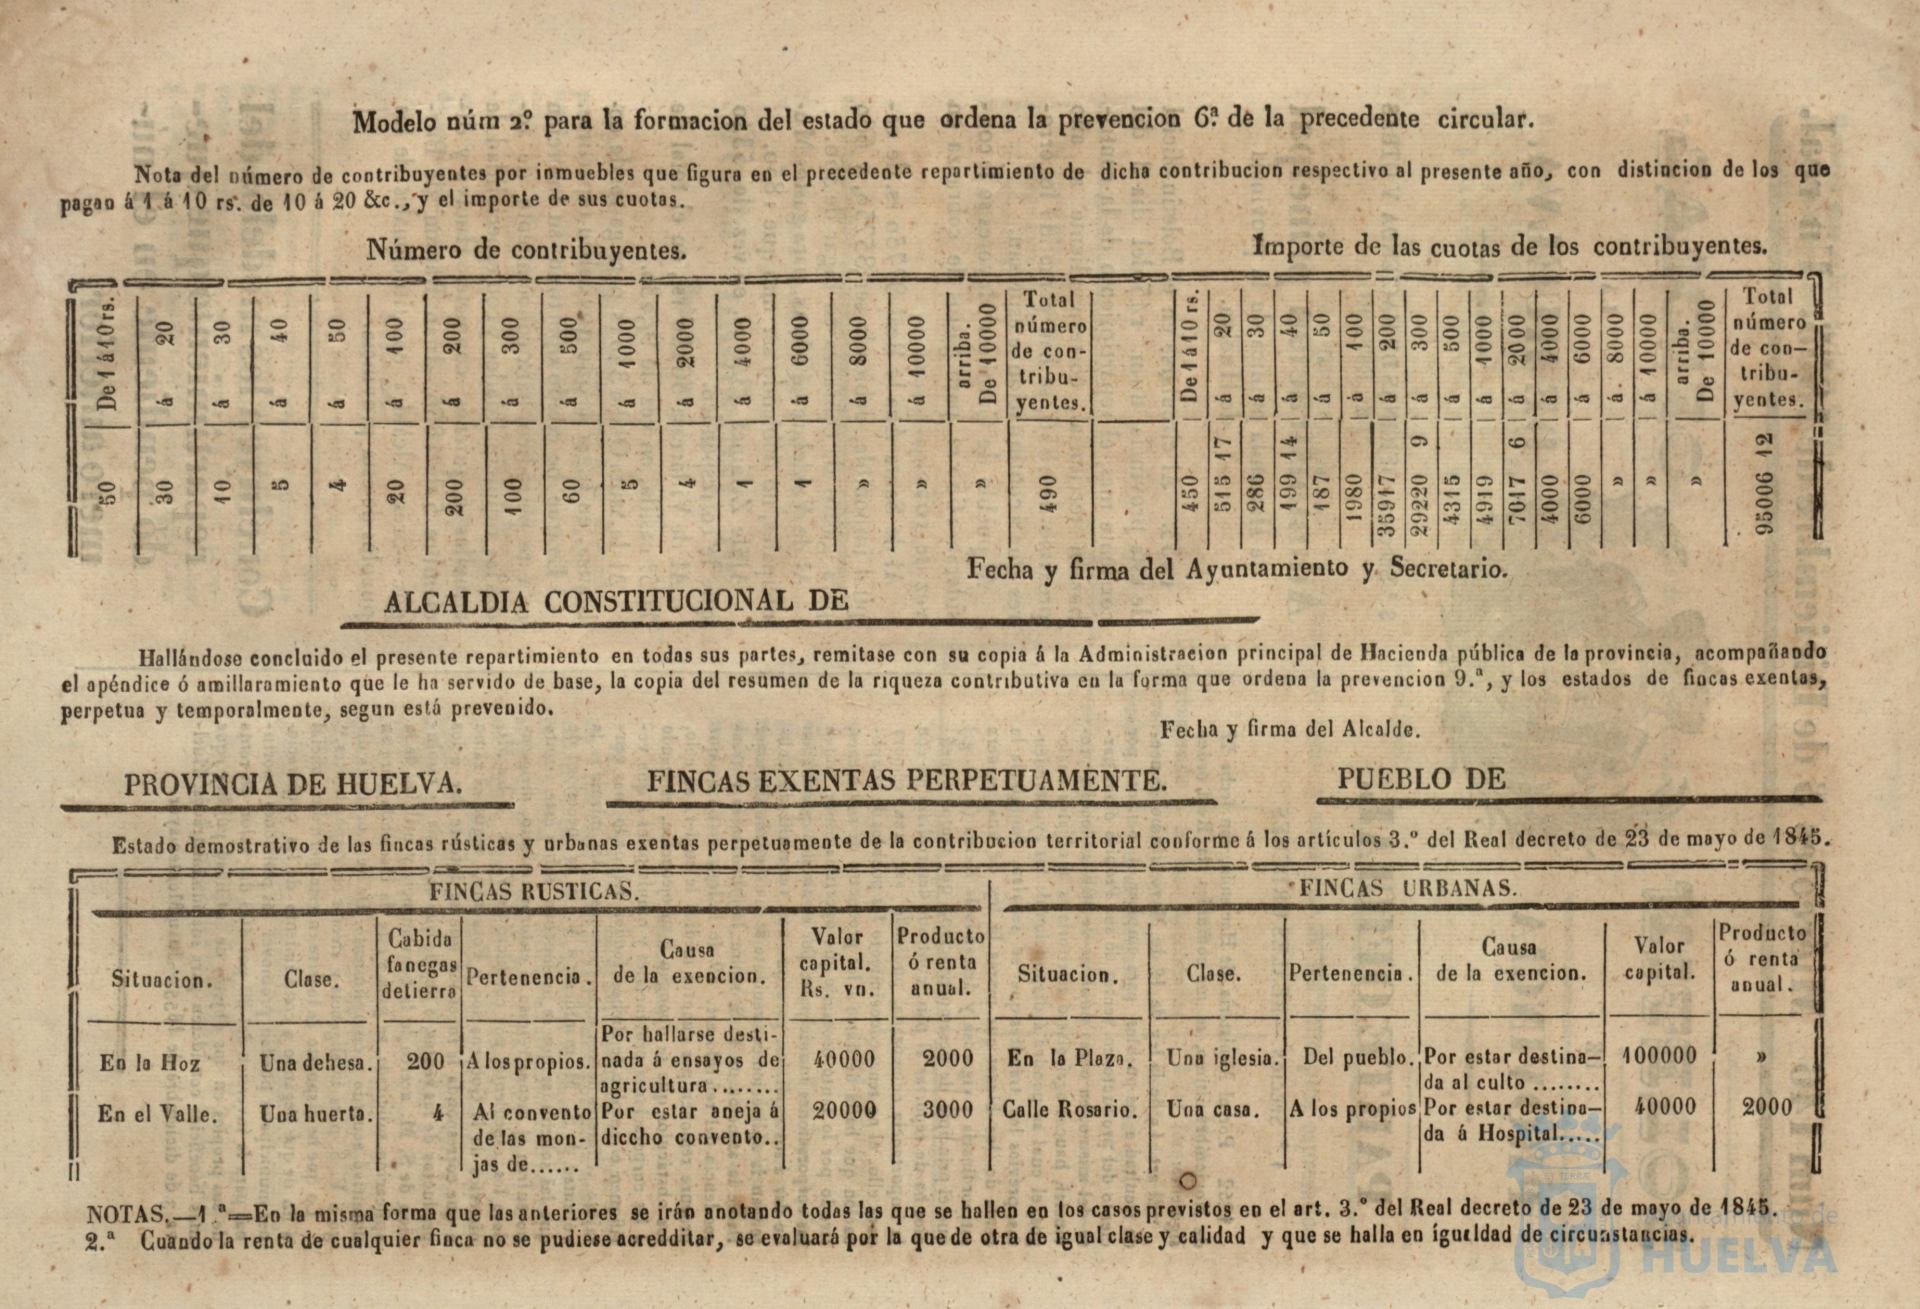 Modelo núm 2.º para la formacion del estado que ordena la prevencion 6.ª de la precedente circular.
Nota del número de contribuyentes por inmuebles que figura en el precedente repartimiento de dicha contribucion respectivo al presente año, con distincion de los que
pagan á 1 á 10 rs. de 10 á 20 &c., y el importe de sus cuotas.
Número de contribuyentes.
De 1 á 10 rs.
á 20
á 30
á 40
á 50
á 100
á 200
á 300
á 500
á 1000
á 2000
á 4000
á 6000
á 8000
á 10000
De 10000
arriba.
Total
número
de con-
tribu-
yentes.
50 30 10 5 4 20 200 100 60 5 4 1 1 » » » 490
Importe de las cuotas de los contribuyentes.
De 1 á 10 rs.
á 20
á 30
á 40
á 50
á 100
á 200
á 300
á 500
á 1000
á 2000
á 4000
á 6000
á. 8000
á 10000
De 10000
arriba.
Total
número
de con—
tribu-
yentes.
450
515 17
286
199 14
187
1980
35917
29220 9
4315
4919
7017 6
4000
6000
»
»
»
95006 12
Fecha y firma del Ayuntamiento y Secretario.
ALCALDIA CONSTITUCIONAL DE
Hallándose concluido el presente repartimiento en todas sus partes, remitase con su copia á la Administracion principal de Hacienda pública de la provincia, acompañando
el apéndice ó amillaramiento que le ha servido de base, la copia del resumen de la riqueza contributiva en la forma que ordena la prevencion 9.ª, y los estados de fincas exentas,
perpetua y temporalmente, segun está prevenido.
Fecha y firma del Alcalde.
PROVINCIA DE HUELVA. FINCAS EXENTAS PERPETUAMENTE. PUEBLO DE
Estado demostrativo de las fincas rústicas y urbanas exentas perpetuamente de la contribucion territorial conforme á los artículos 3.º del Real decreto de 23 de mayo de 1845.
FINCAS RUSTICAS.
Situacion.
Clase.
Cabida
fanegas
de tierra
Pertenencia.
Causa
de la exencion.
Valor
capital.
Rs. vn.
Producto
ó renta
anual.
En la Hoz
Una dehesa.
200
A los propios.
Por hallarse desti-
nada á ensayos de
agricultura........
40000
2000
En el Valle.
Una huerta.
4
Al convento
de las mon-
jas de......
Por estar aneja á
diccho convento..
20000
3000
FINCAS URBANAS.
Situacion.
Clase.
Pertenencia.
Causa
de la exencion.
Valor
capital.
Producto
ó renta
anual.
En la Plaza.
Una iglesia.
Del pueblo.
Por estar destina—
da al culto ........
100000
»
Calle Rosario.
Una casa.
A los propios
Por estar destina—
da á Hospital.....
40000
2000
NOTAS.—1.ª=En la misma forma que las anteriores se irán anotando todas las que se hallen en los casos previstos en el art. 3.º del Real decreto de 23 de mayo de 1845.
2.ª Cuando la renta de cualquier finca no se pudiese acredditar, se evaluará por la que de otra de igual clase y calidad y que se halla en íguildad de circunstancias.
Ayuntamiento de
HUELVA